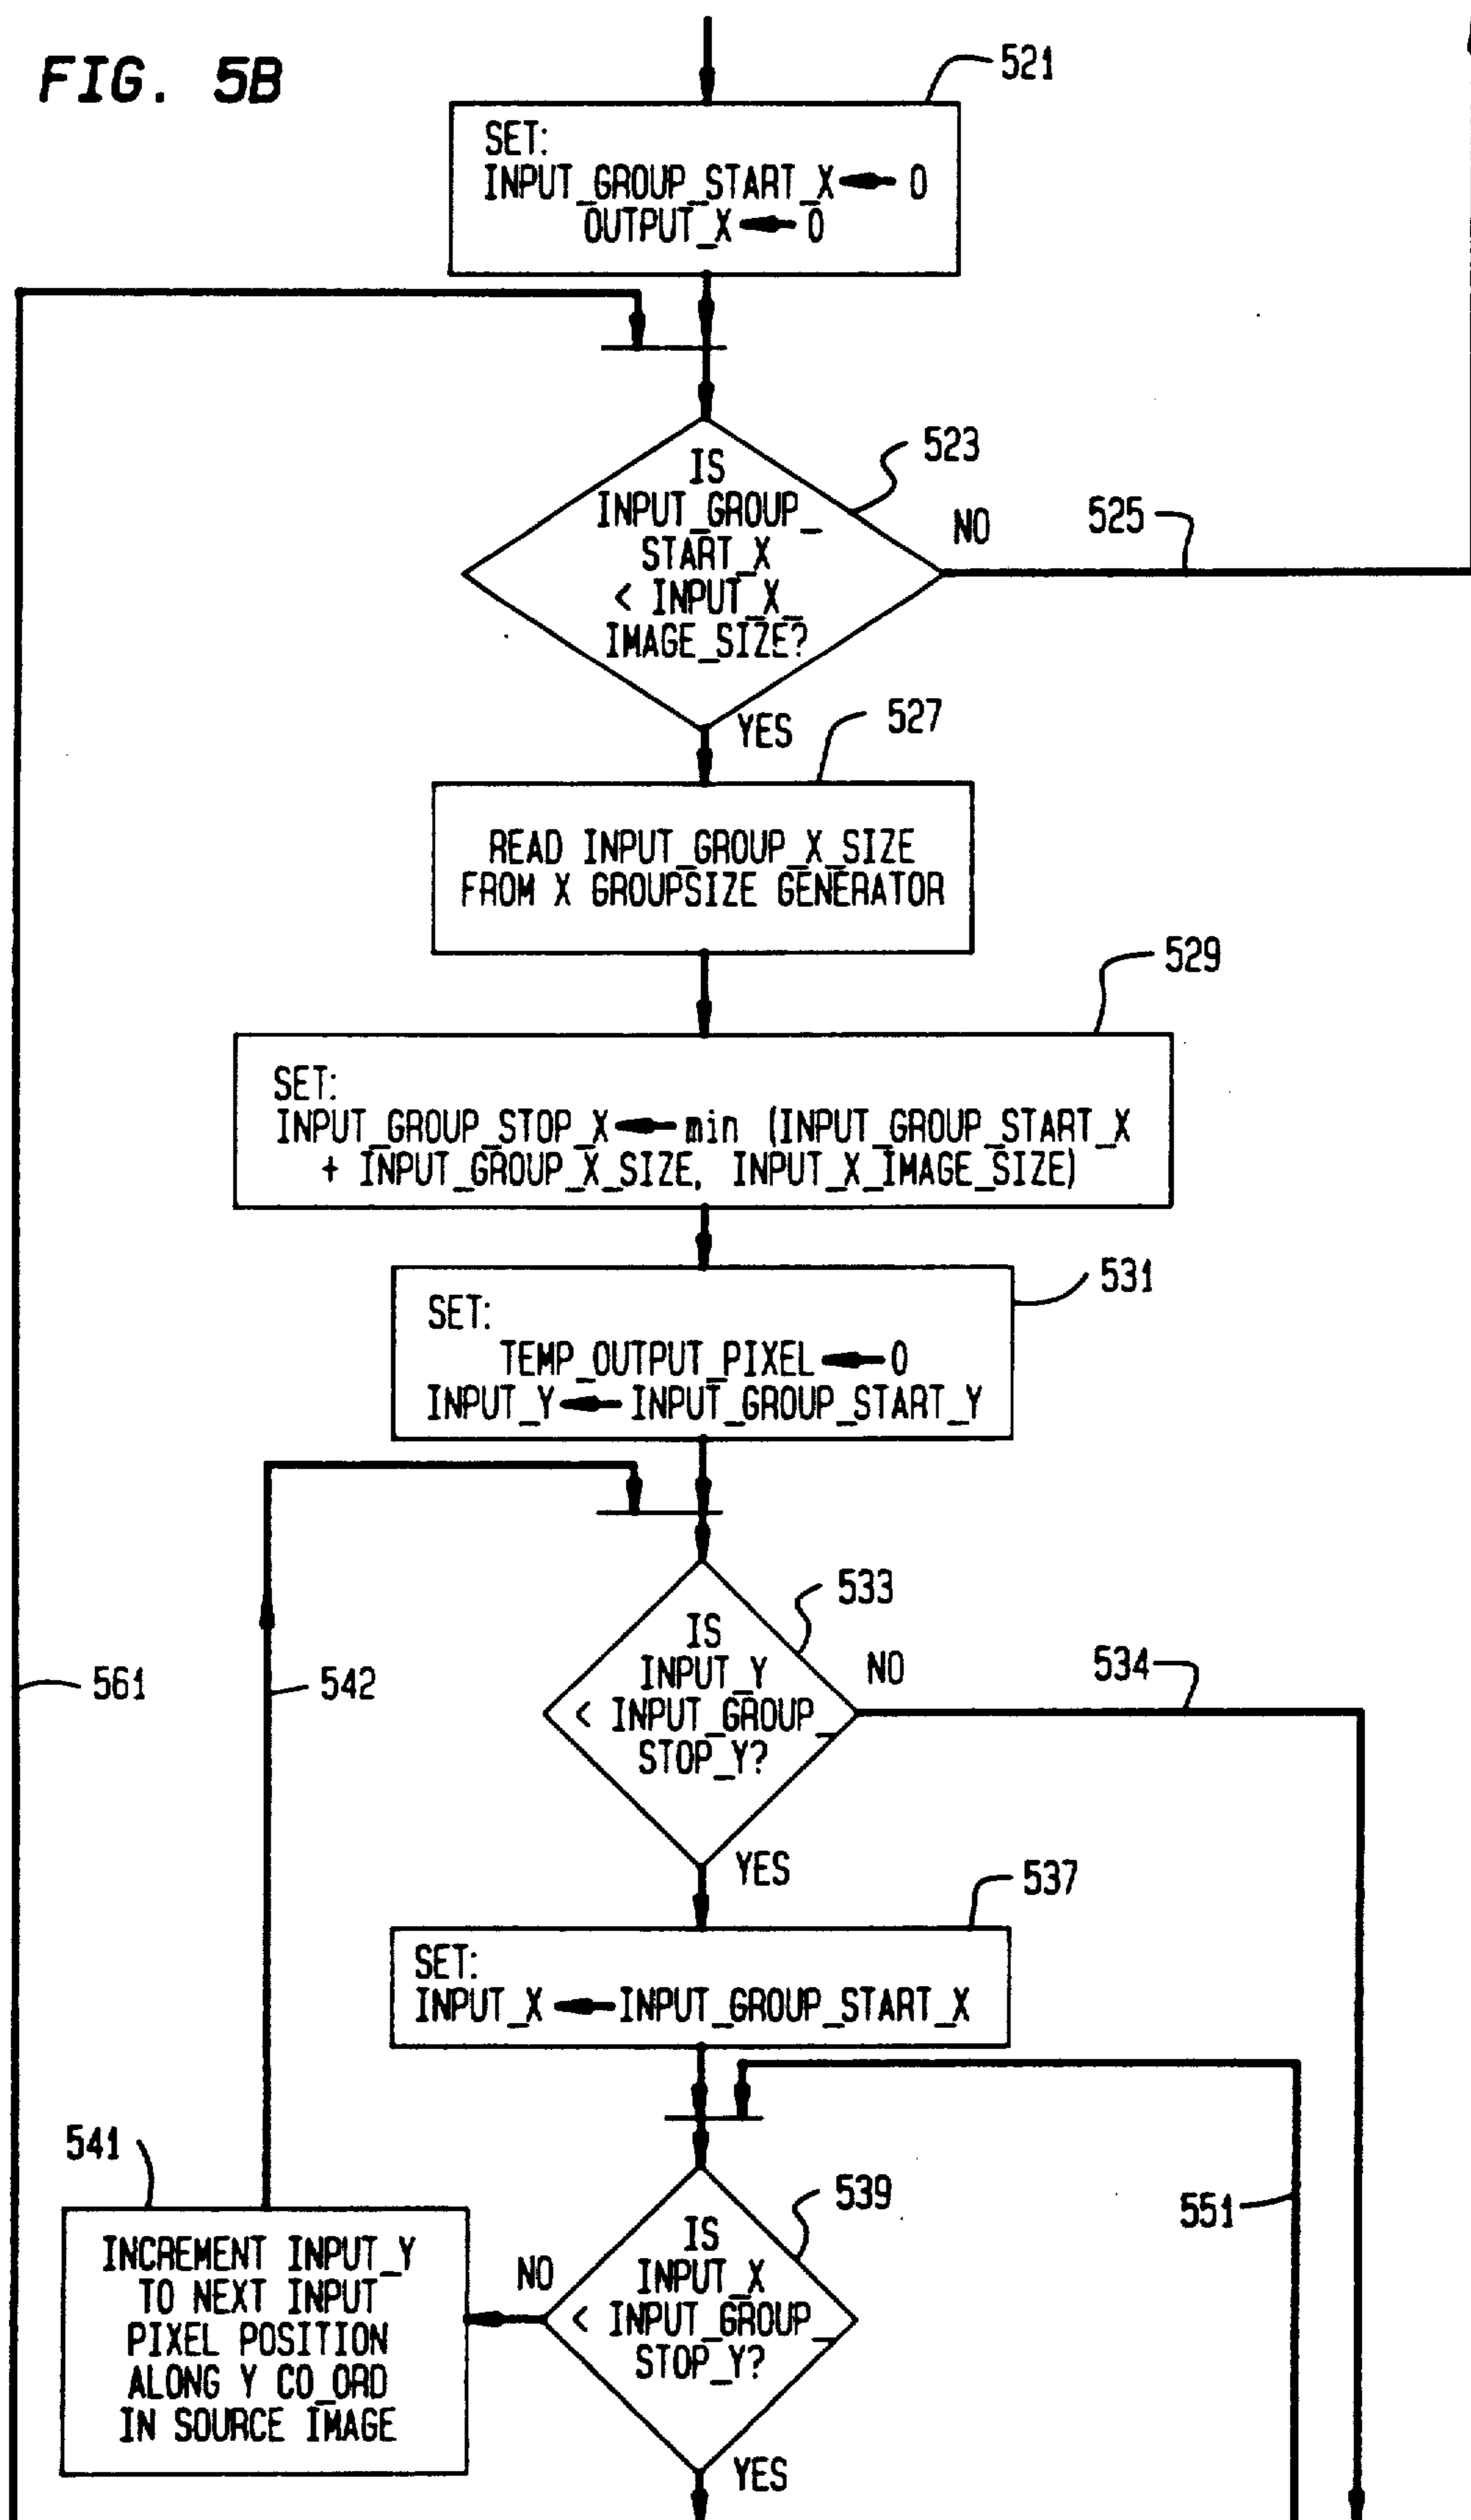 FIG. 5B
521
SET:
INPUT_GROUP_START_X ← 0
OUTPUT_X ← 0
523
IS
INPUT_GROUP_
START_X
< INPUT_X_
IMAGE_SIZE?
NO
525
YES
527
READ INPUT_GROUP_X_SIZE
FROM X GROUPSIZE GENERATOR
529
SET:
INPUT_GROUP_STOP_X ← min (INPUT_GROUP_START_X
+ INPUT_GROUP_X_SIZE, INPUT_X_IMAGE_SIZE)
531
SET:
TEMP_OUTPUT_PIXEL ← 0
INPUT_Y ← INPUT_GROUP_START_Y
533
IS
INPUT_Y
< INPUT_GROUP_
STOP_Y?
NO
534
561
542
YES
537
SET:
INPUT_X ← INPUT_GROUP_START_X
541
INCREMENT INPUT_Y
TO NEXT INPUT
PIXEL POSITION
ALONG Y CO_ORD
IN SOURCE IMAGE
NO
539
IS
INPUT_X
< INPUT_GROUP_
STOP_Y?
551
YES